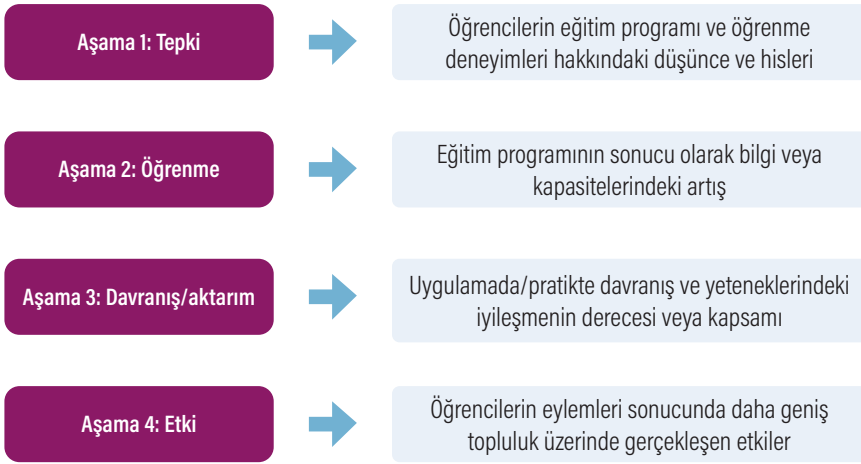 Aşama 1: Tepki
Öğrencilerin eğitim programı ve öğrenme
deneyimleri hakkındaki düşünce ve hisleri
Aşama 2: Öğrenme
Eğitim programının sonucu olarak bilgi veya
kapasitelerindeki artış
Aşama 3: Davranış/aktarım
Uygulamada/pratikte davranış ve yeteneklerindeki
iyileşmenin derecesi veya kapsamı
Aşama 4: Etki
Öğrencilerin eylemleri sonucunda daha geniş
topluluk üzerinde gerçekleşen etkiler